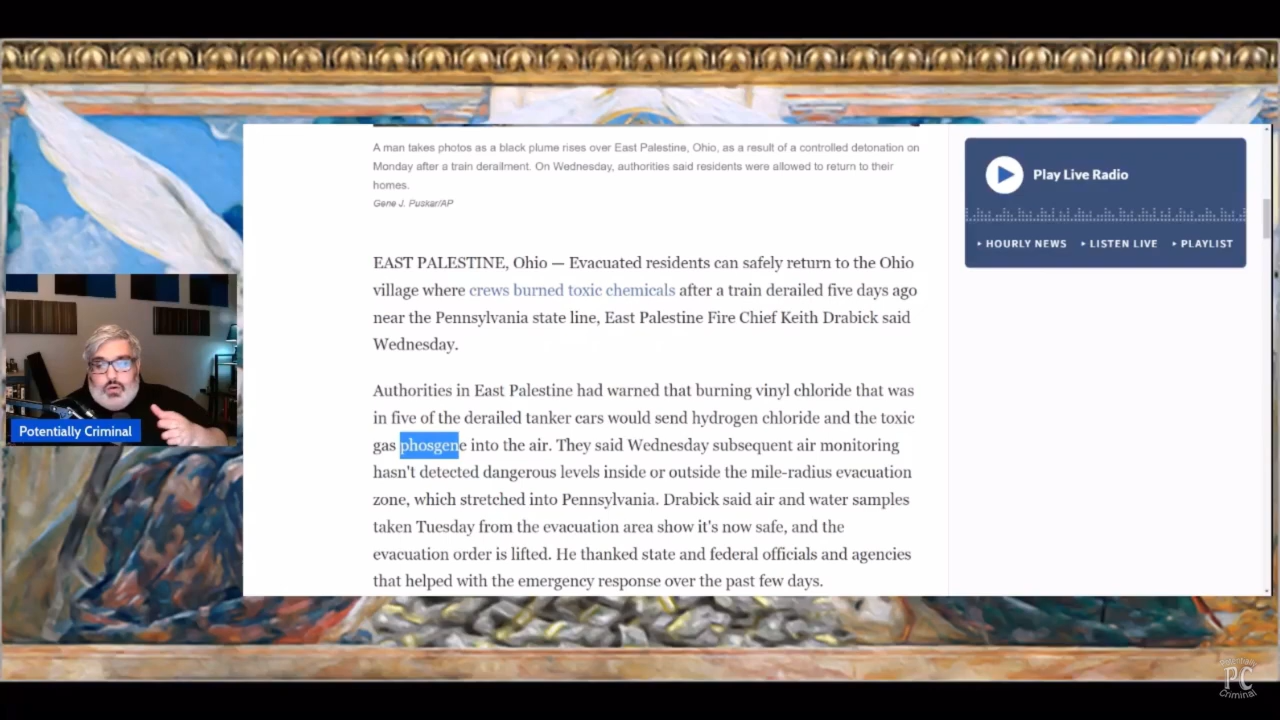 A man takes photos as a black plume rises over East Palestine, Ohio, as a result of a controlled detonation on
Monday after a train derailment. On Wednesday, authorities said residents were allowed to return to their
homes.
Gene J. Puskar/AP
EAST PALESTINE, Ohio — Evacuated residents can safely return to the Ohio
village where crews burned toxic chemicals after a train derailed five days ago
near the Pennsylvania state line, East Palestine Fire Chief Keith Drabick said
Wednesday.
Authorities in East Palestine had warned that burning vinyl chloride that was
in five of the derailed tanker cars would send hydrogen chloride and the toxic
gas phosgene into the air. They said Wednesday subsequent air monitoring
hasn't detected dangerous levels inside or outside the mile-radius evacuation
zone, which stretched into Pennsylvania. Drabick said air and water samples
taken Tuesday from the evacuation area show it's now safe, and the
evacuation order is lifted. He thanked state and federal officials and agencies
that helped with the emergency response over the past few days.
Play Live Radio
HOURLY NEWS
LISTEN LIVE
PLAYLIST
Potentially Criminal
Potentially
PC
Criminal